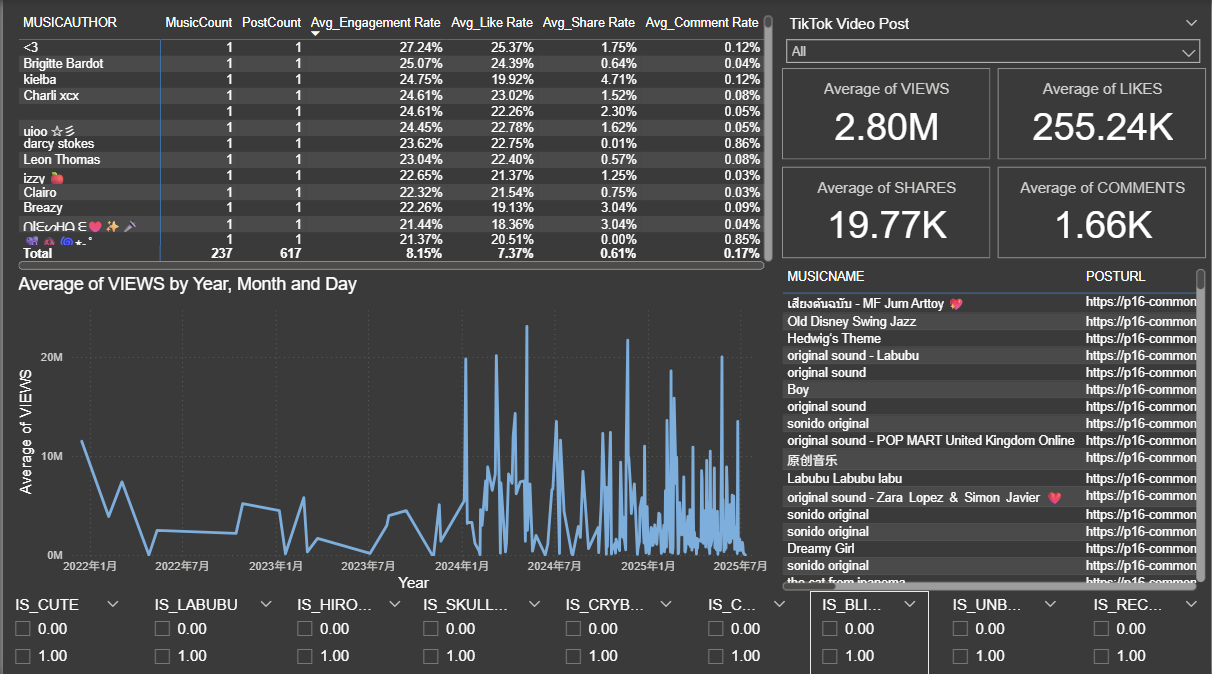 MUSICAUTHOR MusicCount PostCount Avg_Engagement Rate Avg_Like Rate Avg_Share Rate Avg_Comment Rate
<3 1 1 27.24% 25.37% 1.75% 0.12%
Brigitte Bardot 1 1 25.07% 24.39% 0.64% 0.04%
kiełba 1 1 24.75% 19.92% 4.71% 0.12%
Charli xcx 1 1 24.61% 23.02% 1.52% 0.08%
1 1 24.61% 22.26% 2.30% 0.05%
uioo ☆彡 1 1 24.45% 22.78% 1.62% 0.05%
darcy stokes 1 1 23.62% 22.75% 0.01% 0.86%
Leon Thomas 1 1 23.04% 22.40% 0.57% 0.08%
izzy 🍎 1 1 22.65% 21.37% 1.25% 0.03%
Clairo 1 1 22.32% 21.54% 0.75% 0.03%
Breazy 1 1 22.26% 19.13% 3.04% 0.09%
1 1 21.44% 18.36% 3.04% 0.04%
1 1 21.37% 20.51% 0.00% 0.85%
Total 237 617 8.15% 7.37% 0.61% 0.17%
TikTok Video Post
All
Average of VIEWS
2.80M
Average of LIKES
255.24K
Average of SHARES
19.77K
Average of COMMENTS
1.66K
Average of VIEWS by Year, Month and Day
Average of VIEWS
20M
10M
0M
2022年1月 2022年7月 2023年1月 2023年7月 2024年1月 2024年7月 2025年1月 2025年7月
Year
MUSICNAME POSTURL
เสียงต้นฉบับ - MF Jum Arttoy 💖 https://p16-common
Old Disney Swing Jazz https://p16-common
Hedwig's Theme https://p16-common
original sound - Labubu https://p16-common
original sound https://p16-common
Boy https://p16-common
original sound https://p16-common
sonido original https://p16-common
original sound - POP MART United Kingdom Online https://p16-common
原创音乐 https://p16-common
Labubu Labubu labu https://p16-common
original sound - Zara Lopez & Simon Javier 💗 https://p16-common
sonido original https://p16-common
sonido original https://p16-common
Dreamy Girl https://p16-common
sonido original https://p16-common
the cat from ipanema https://p16-common
IS_CUTE IS_LABUBU IS_HIRO... IS_SKULL... IS_CRYB... IS_C... IS_BLI... IS_UNB... IS_REC...
0.00 0.00 0.00 0.00 0.00 0.00 0.00 0.00 0.00
1.00 1.00 1.00 1.00 1.00 1.00 1.00 1.00 1.00